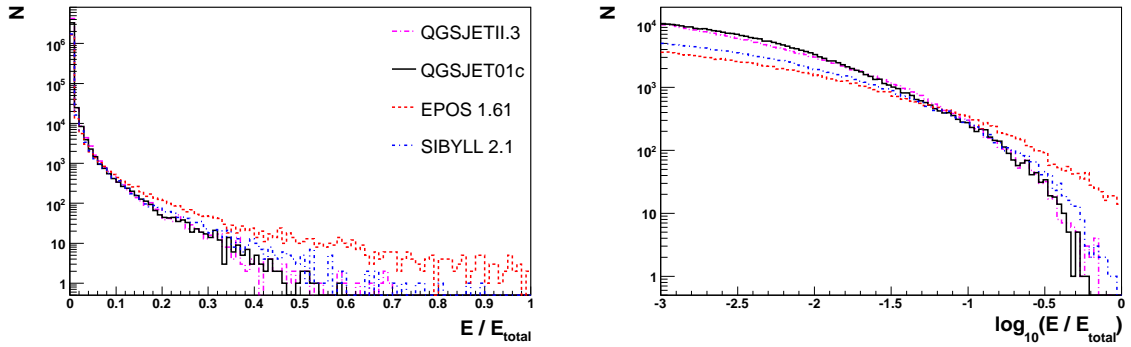 N
10^6
10^5
10^4
10^3
10^2
10
1
QGSJETII.3
QGSJET01c
EPOS 1.61
SIBYLL 2.1
0 0.1 0.2 0.3 0.4 0.5 0.6 0.7 0.8 0.9 1
E / E_total
N
10^4
10^3
10^2
10
1
-3 -2.5 -2 -1.5 -1 -0.5 0
log_10(E / E_total)